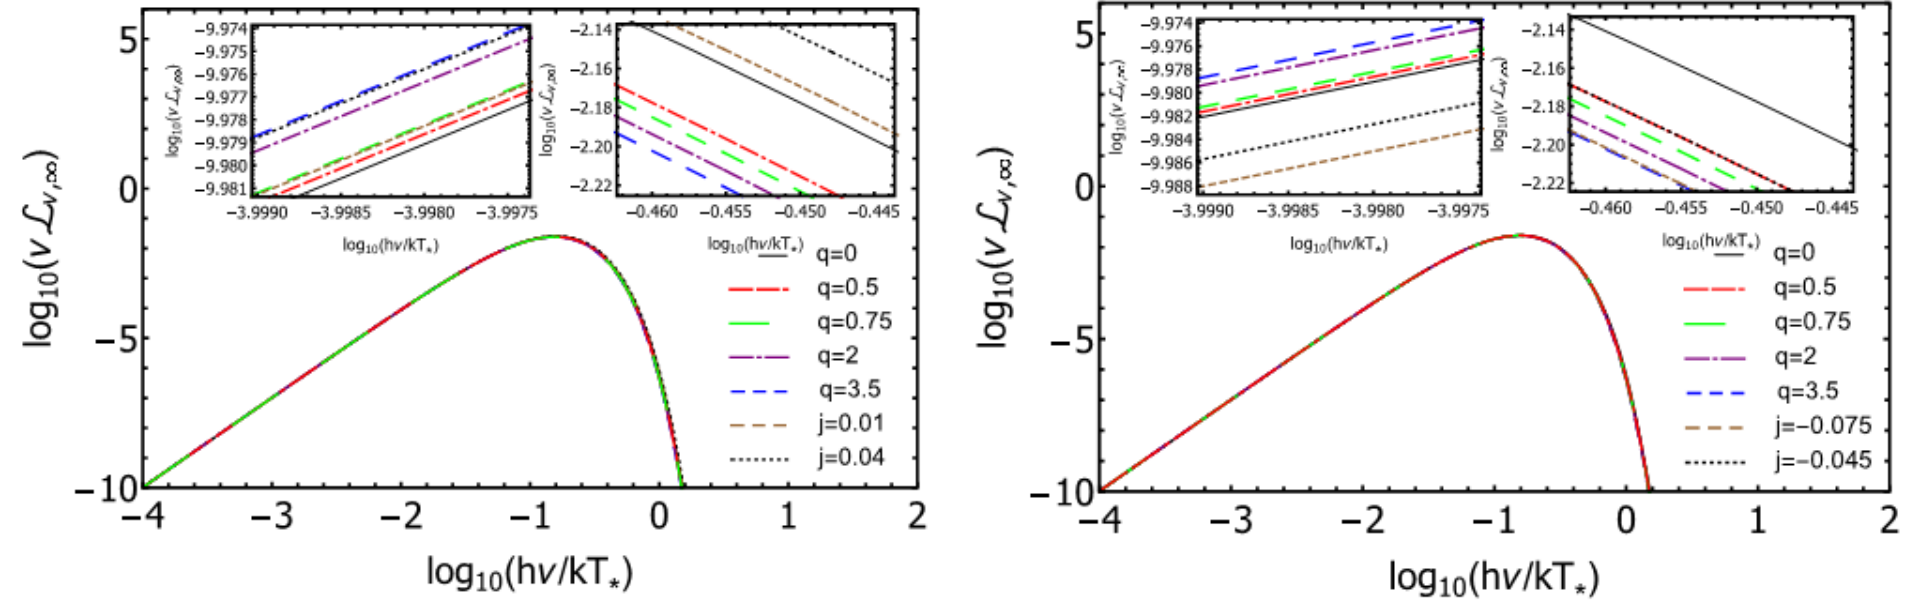 log₁₀(ν ℒν,∞)
5
0
−5
−10
−4 −3 −2 −1 0 1 2
log₁₀(hν/kT*)
log₁₀(ν ℒν,∞)
−9.974
−9.975
−9.976
−9.977
−9.978
−9.979
−9.980
−9.981
−3.9990 −3.9985 −3.9980 −3.9975
log₁₀(hν/kT*)
log₁₀(ν ℒν,∞)
−2.14
−2.16
−2.18
−2.20
−2.22
−0.460 −0.455 −0.450 −0.445
log₁₀(hν/kT*)
q=0
q=0.5
q=0.75
q=2
q=3.5
j=0.01
j=0.04
log₁₀(ν ℒν,∞)
5
0
−5
−10
−4 −3 −2 −1 0 1 2
log₁₀(hν/kT*)
log₁₀(ν ℒν,∞)
−9.974
−9.976
−9.978
−9.980
−9.982
−9.984
−9.986
−9.988
−3.9990 −3.9985 −3.9980 −3.9975
log₁₀(hν/kT*)
log₁₀(ν ℒν,∞)
−2.14
−2.16
−2.18
−2.20
−2.22
−0.460 −0.455 −0.450 −0.445
log₁₀(hν/kT*)
q=0
q=0.5
q=0.75
q=2
q=3.5
j=−0.075
j=−0.045